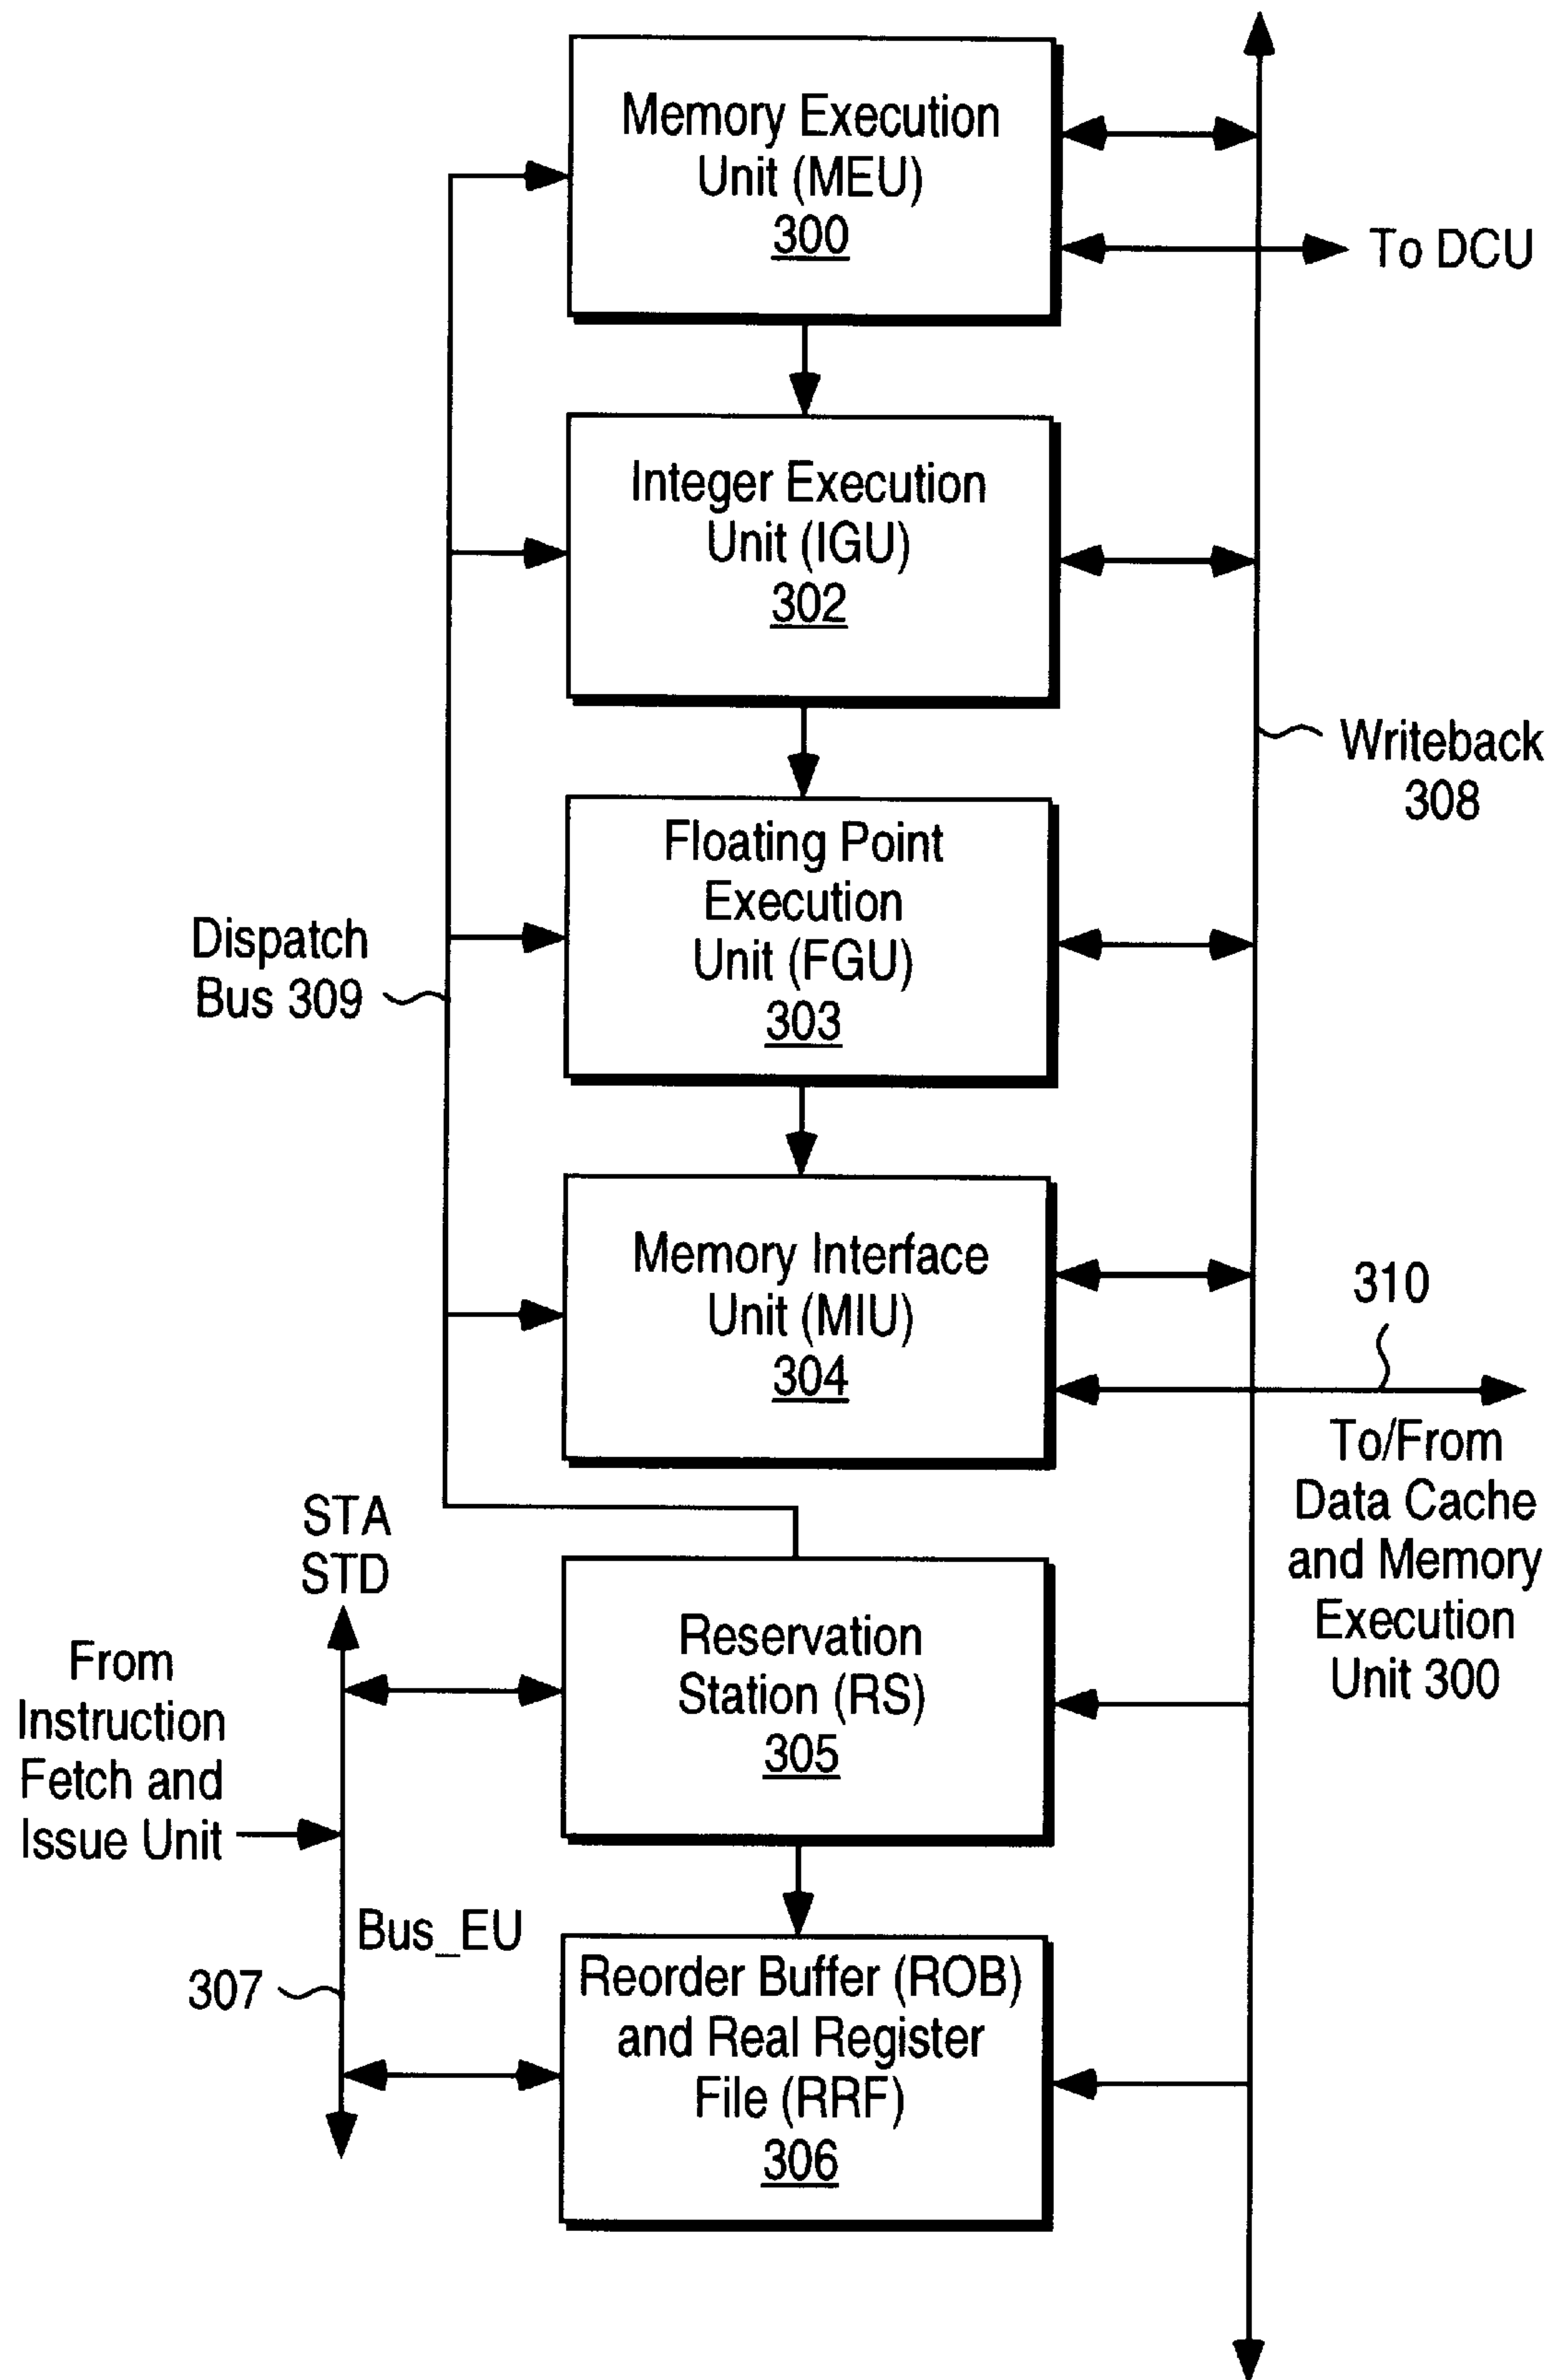 Memory Execution
Unit (MEU)
300
To DCU
Integer Execution
Unit (IGU)
302
Writeback
308
Floating Point
Execution
Unit (FGU)
303
Dispatch
Bus 309
Memory Interface
Unit (MIU)
304
310
To/From
Data Cache
and Memory
Execution
Unit 300
STA
STD
Reservation
Station (RS)
305
From
Instruction
Fetch and
Issue Unit
Bus_EU
307
Reorder Buffer (ROB)
and Real Register
File (RRF)
306